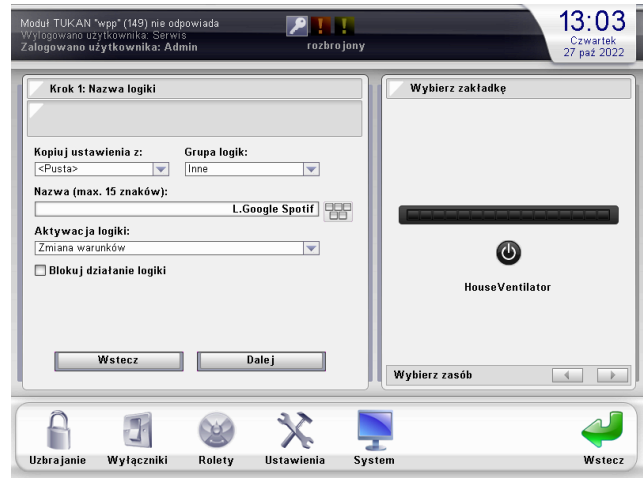 Moduł TUKAN "wpp" (149) nie odpowiada
Wylogowano użytkownika: Serwis
Zalogowano użytkownika: Admin
rozbrojony
13:03
Czwartek
27 paź 2022
Krok 1: Nazwa logiki
Kopiuj ustawienia z:
Grupa logik:
<Pusta>
Inne
Nazwa (max. 15 znaków):
L.Google Spotif
Aktywacja logiki:
Zmiana warunków
Blokuj działanie logiki
Wstecz
Dalej
Wybierz zakładkę
HouseVentilator
Wybierz zasób
Uzbrajanie
Wyłączniki
Rolety
Ustawienia
System
Wstecz